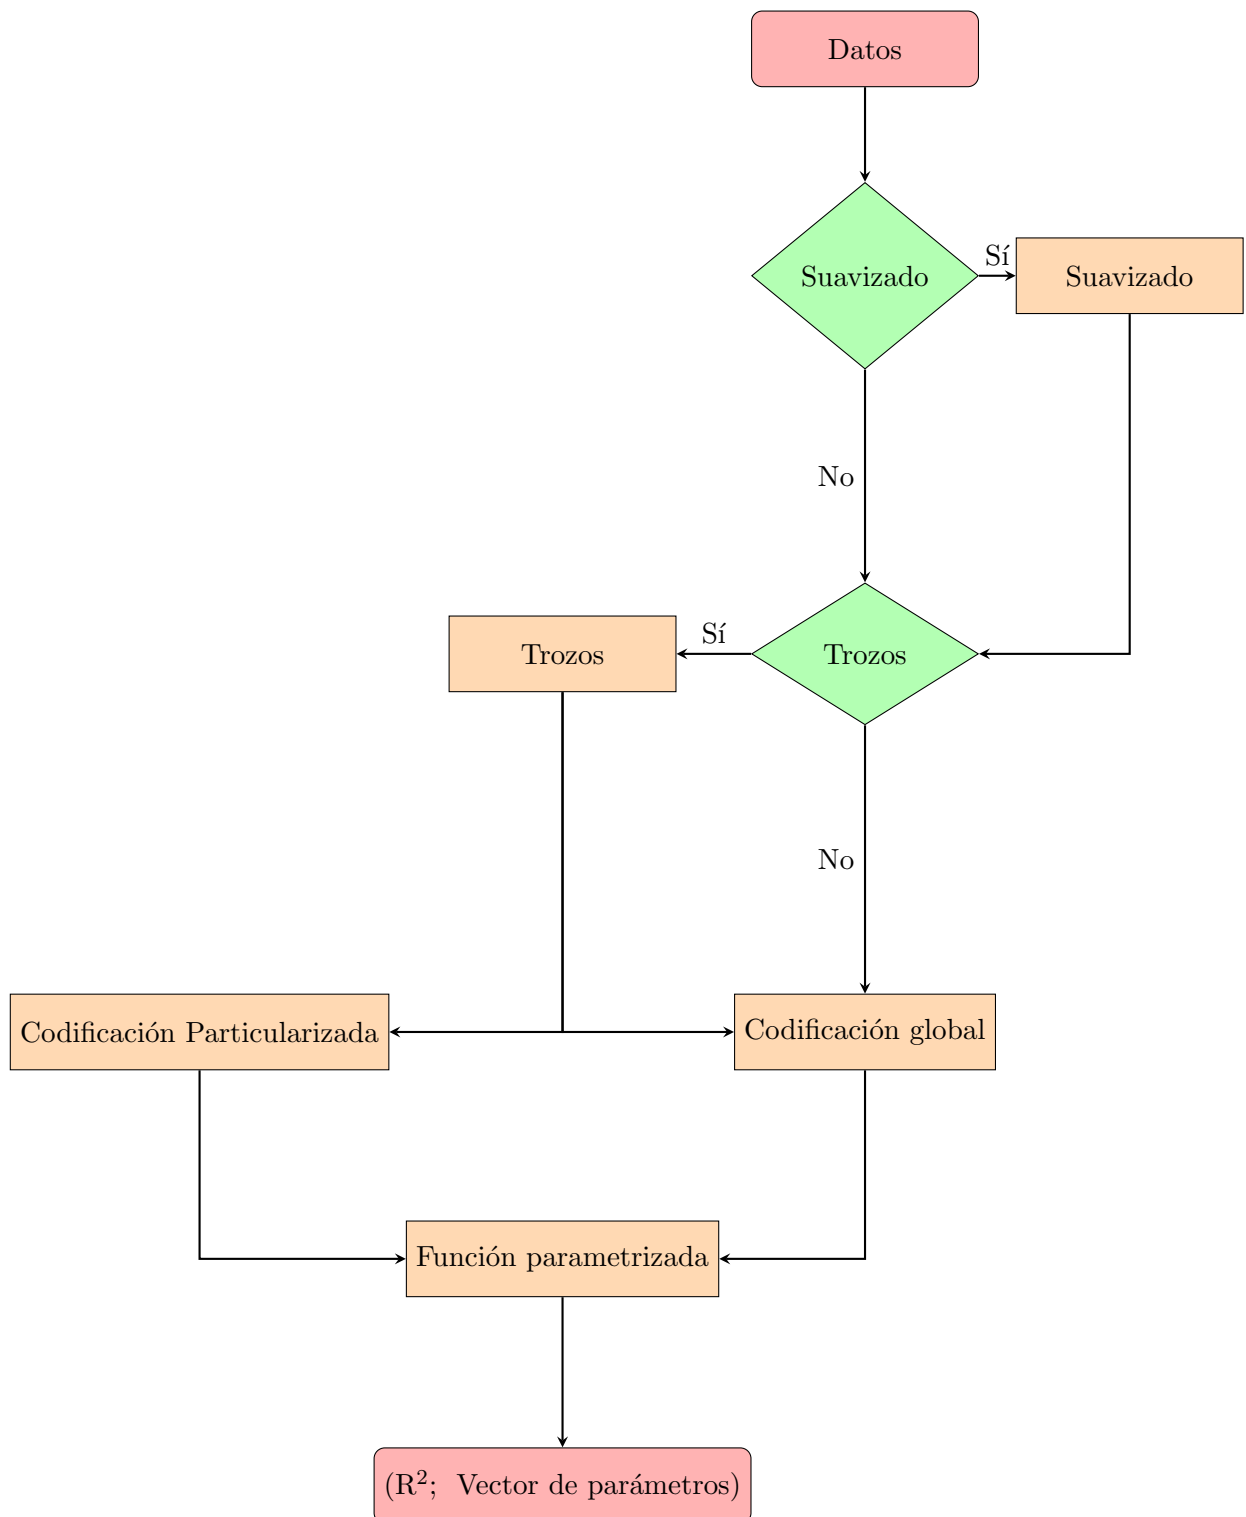 Datos
Sí
Suavizado
Suavizado
No
Sí
Trozos
Trozos
No
Codificación Particularizada
Codificación global
Función parametrizada
(R²; Vector de parámetros)